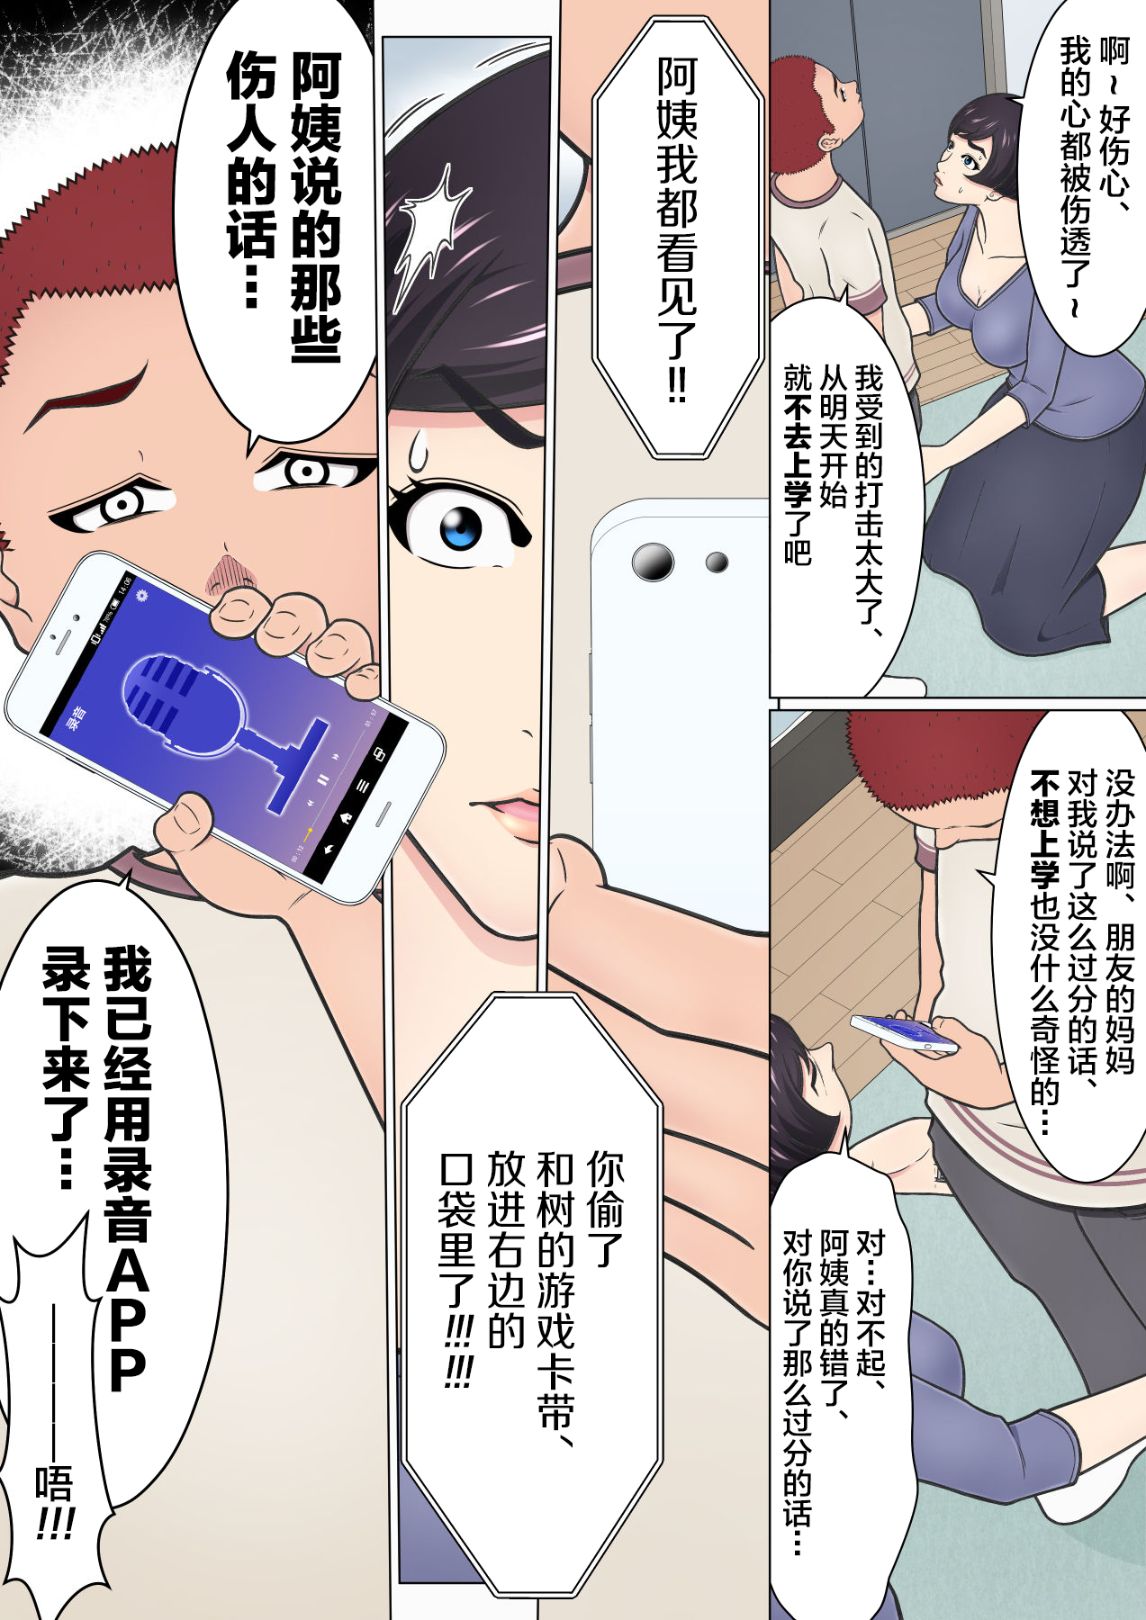 啊~好伤心、
我的心都被伤透了~
我受到的打击太大了、
从明天开始
就不去上学了吧
没办法啊、朋友的妈妈
对我说了这么过分的话、
不想上学也没什么奇怪的…
对…对不起、
阿姨真的错了、
对你说了那么过分的话…
阿姨我都看见了!!
你偷了
和树的游戏卡带、
放进右边的
口袋里了!!!!!
阿姨说的那些
伤人的话…
14:06
70%
录音
我已经用录音APP
录下来了…
————唔!!!